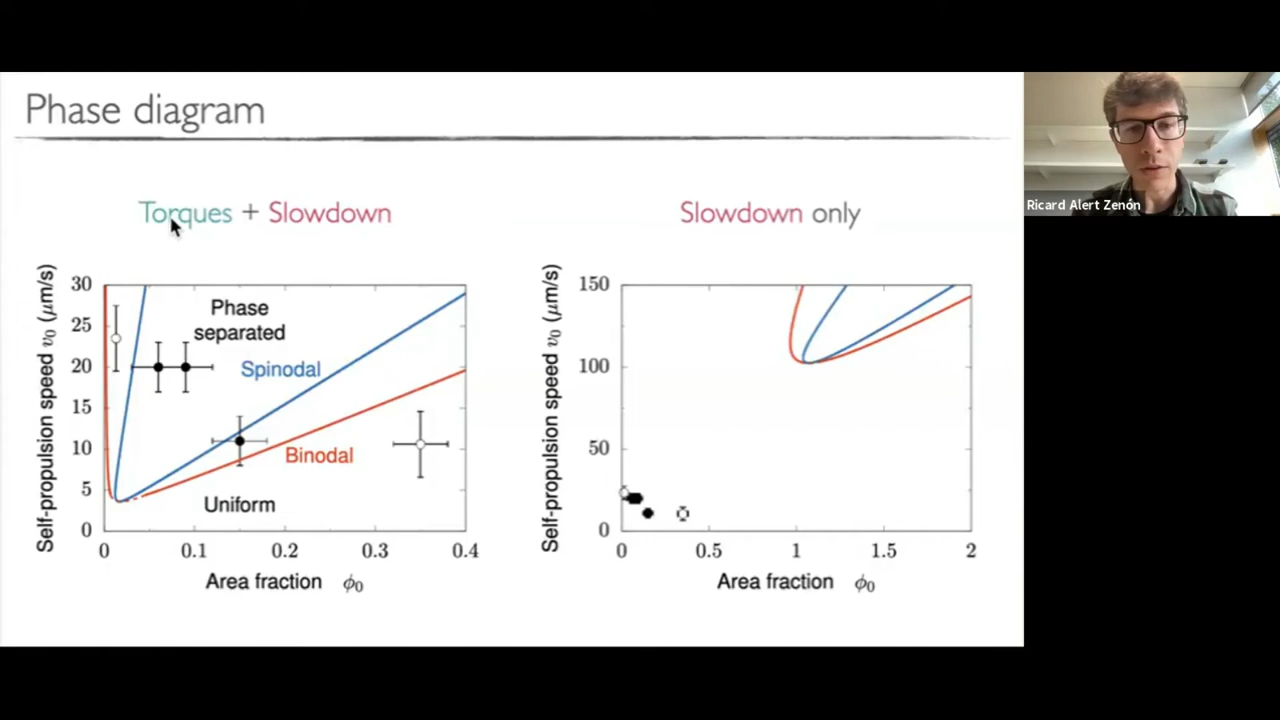 Phase diagram
Torques + Slowdown
Slowdown only
Self-propulsion speed v₀ (μm/s)
30
25
20
15
10
5
0
Phase
separated
Spinodal
Binodal
Uniform
0 0.1 0.2 0.3 0.4
Area fraction ϕ₀
Self-propulsion speed v₀ (μm/s)
150
100
50
0
0 0.5 1 1.5 2
Area fraction ϕ₀
Ricard Alert Zenón